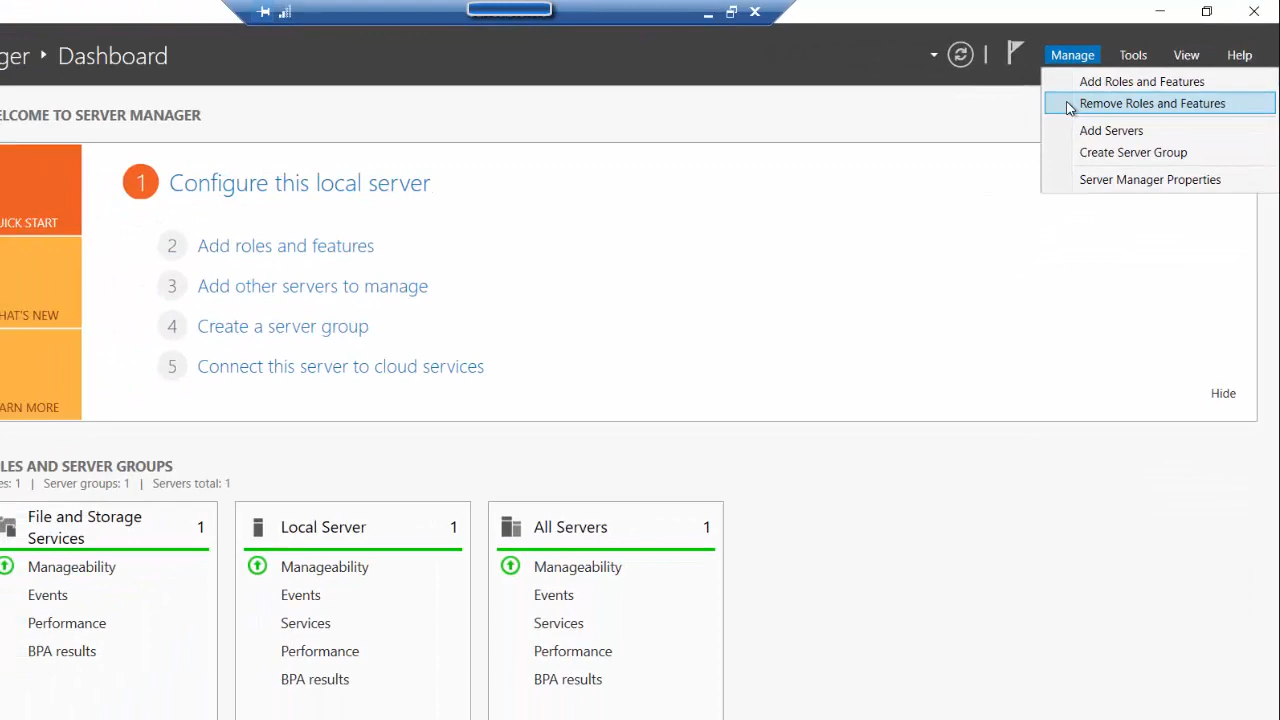 ger ▸ Dashboard
Manage Tools View Help
Add Roles and Features
Remove Roles and Features
Add Servers
Create Server Group
Server Manager Properties
ELCOME TO SERVER MANAGER
1 Configure this local server
UICK START
2 Add roles and features
3 Add other servers to manage
HAT'S NEW
4 Create a server group
5 Connect this server to cloud services
ARN MORE
Hide
LES AND SERVER GROUPS
es: 1 | Server groups: 1 | Servers total: 1
File and Storage Services 1
Manageability
Events
Performance
BPA results
Local Server 1
Manageability
Events
Services
Performance
BPA results
All Servers 1
Manageability
Events
Services
Performance
BPA results